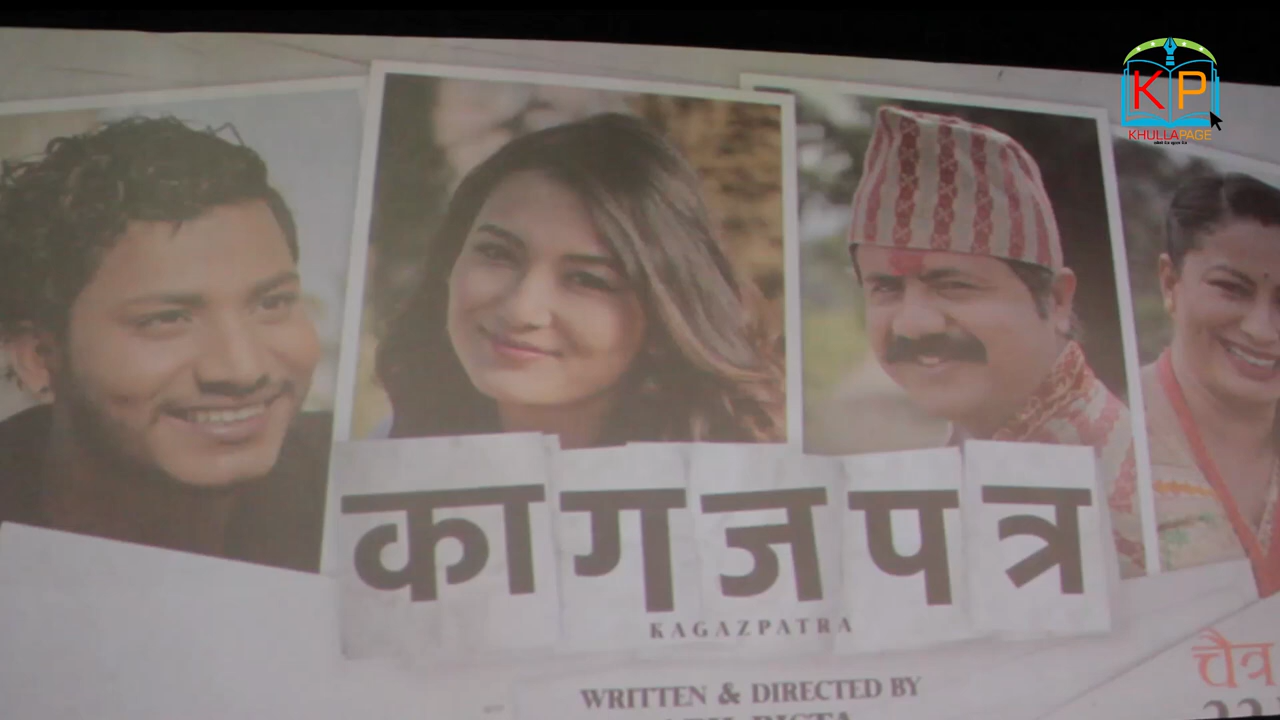 KP
KHULLAPAGE
कागजपत्र
KAGAZPATRA
WRITTEN & DIRECTED BY
चैत्र